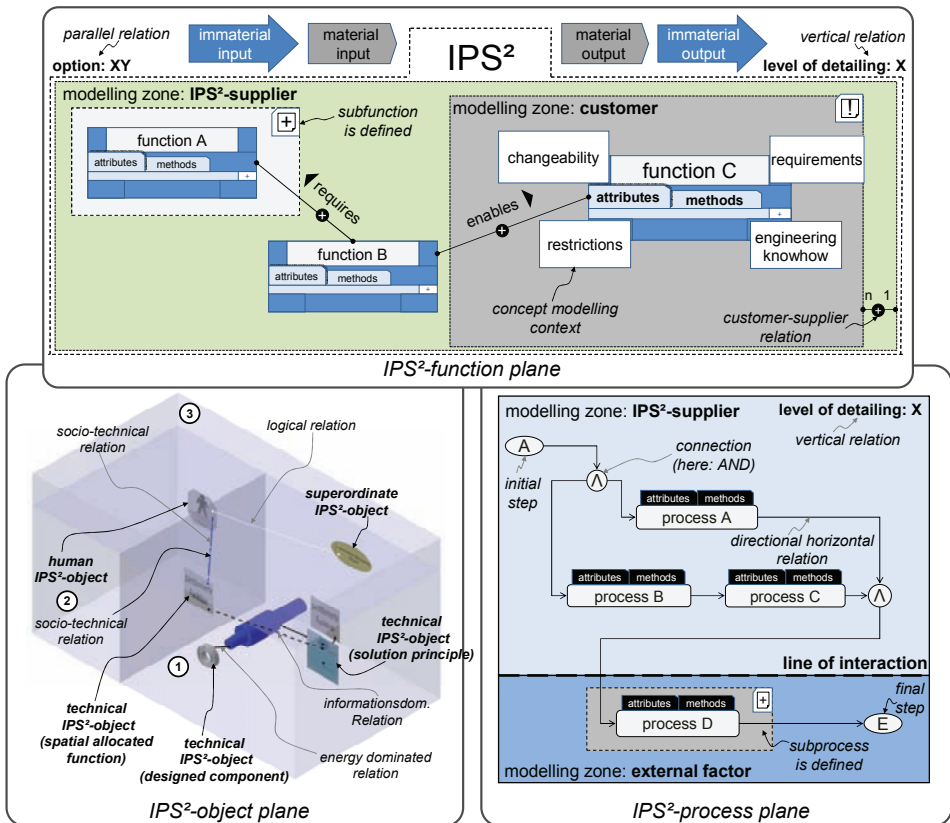 parallel relation
option: XY
immaterial
input
material
input
IPS²
material
output
immaterial
output
vertical relation
level of detailing: X
modelling zone: IPS²-supplier
+
subfunction
is defined
function A
attributes
methods
+
requires
+
function B
attributes
methods
+
enables
+
modelling zone: customer
!
changeability
requirements
function C
attributes
methods
+
restrictions
engineering
knowhow
concept modelling
context
n 1
+
customer-supplier
relation
IPS²-function plane
3
socio-technical
relation
logical relation
superordinate
IPS²-object
human
IPS²-object
2
socio-technical
relation
technical
IPS²-object
(solution principle)
1
technical
IPS²-object
(spatial allocated
function)
technical
IPS²-object
(designed component)
informationsdom.
Relation
energy dominated
relation
IPS²-object plane
modelling zone: IPS²-supplier
level of detailing: X
vertical relation
A
initial
step
connection
(here: AND)
Λ
attributes
methods
process A
directional horizontal
relation
attributes
methods
process B
attributes
methods
process C
Λ
line of interaction
attributes
methods
process D
+
final
step
E
subprocess
is defined
modelling zone: external factor
IPS²-process plane